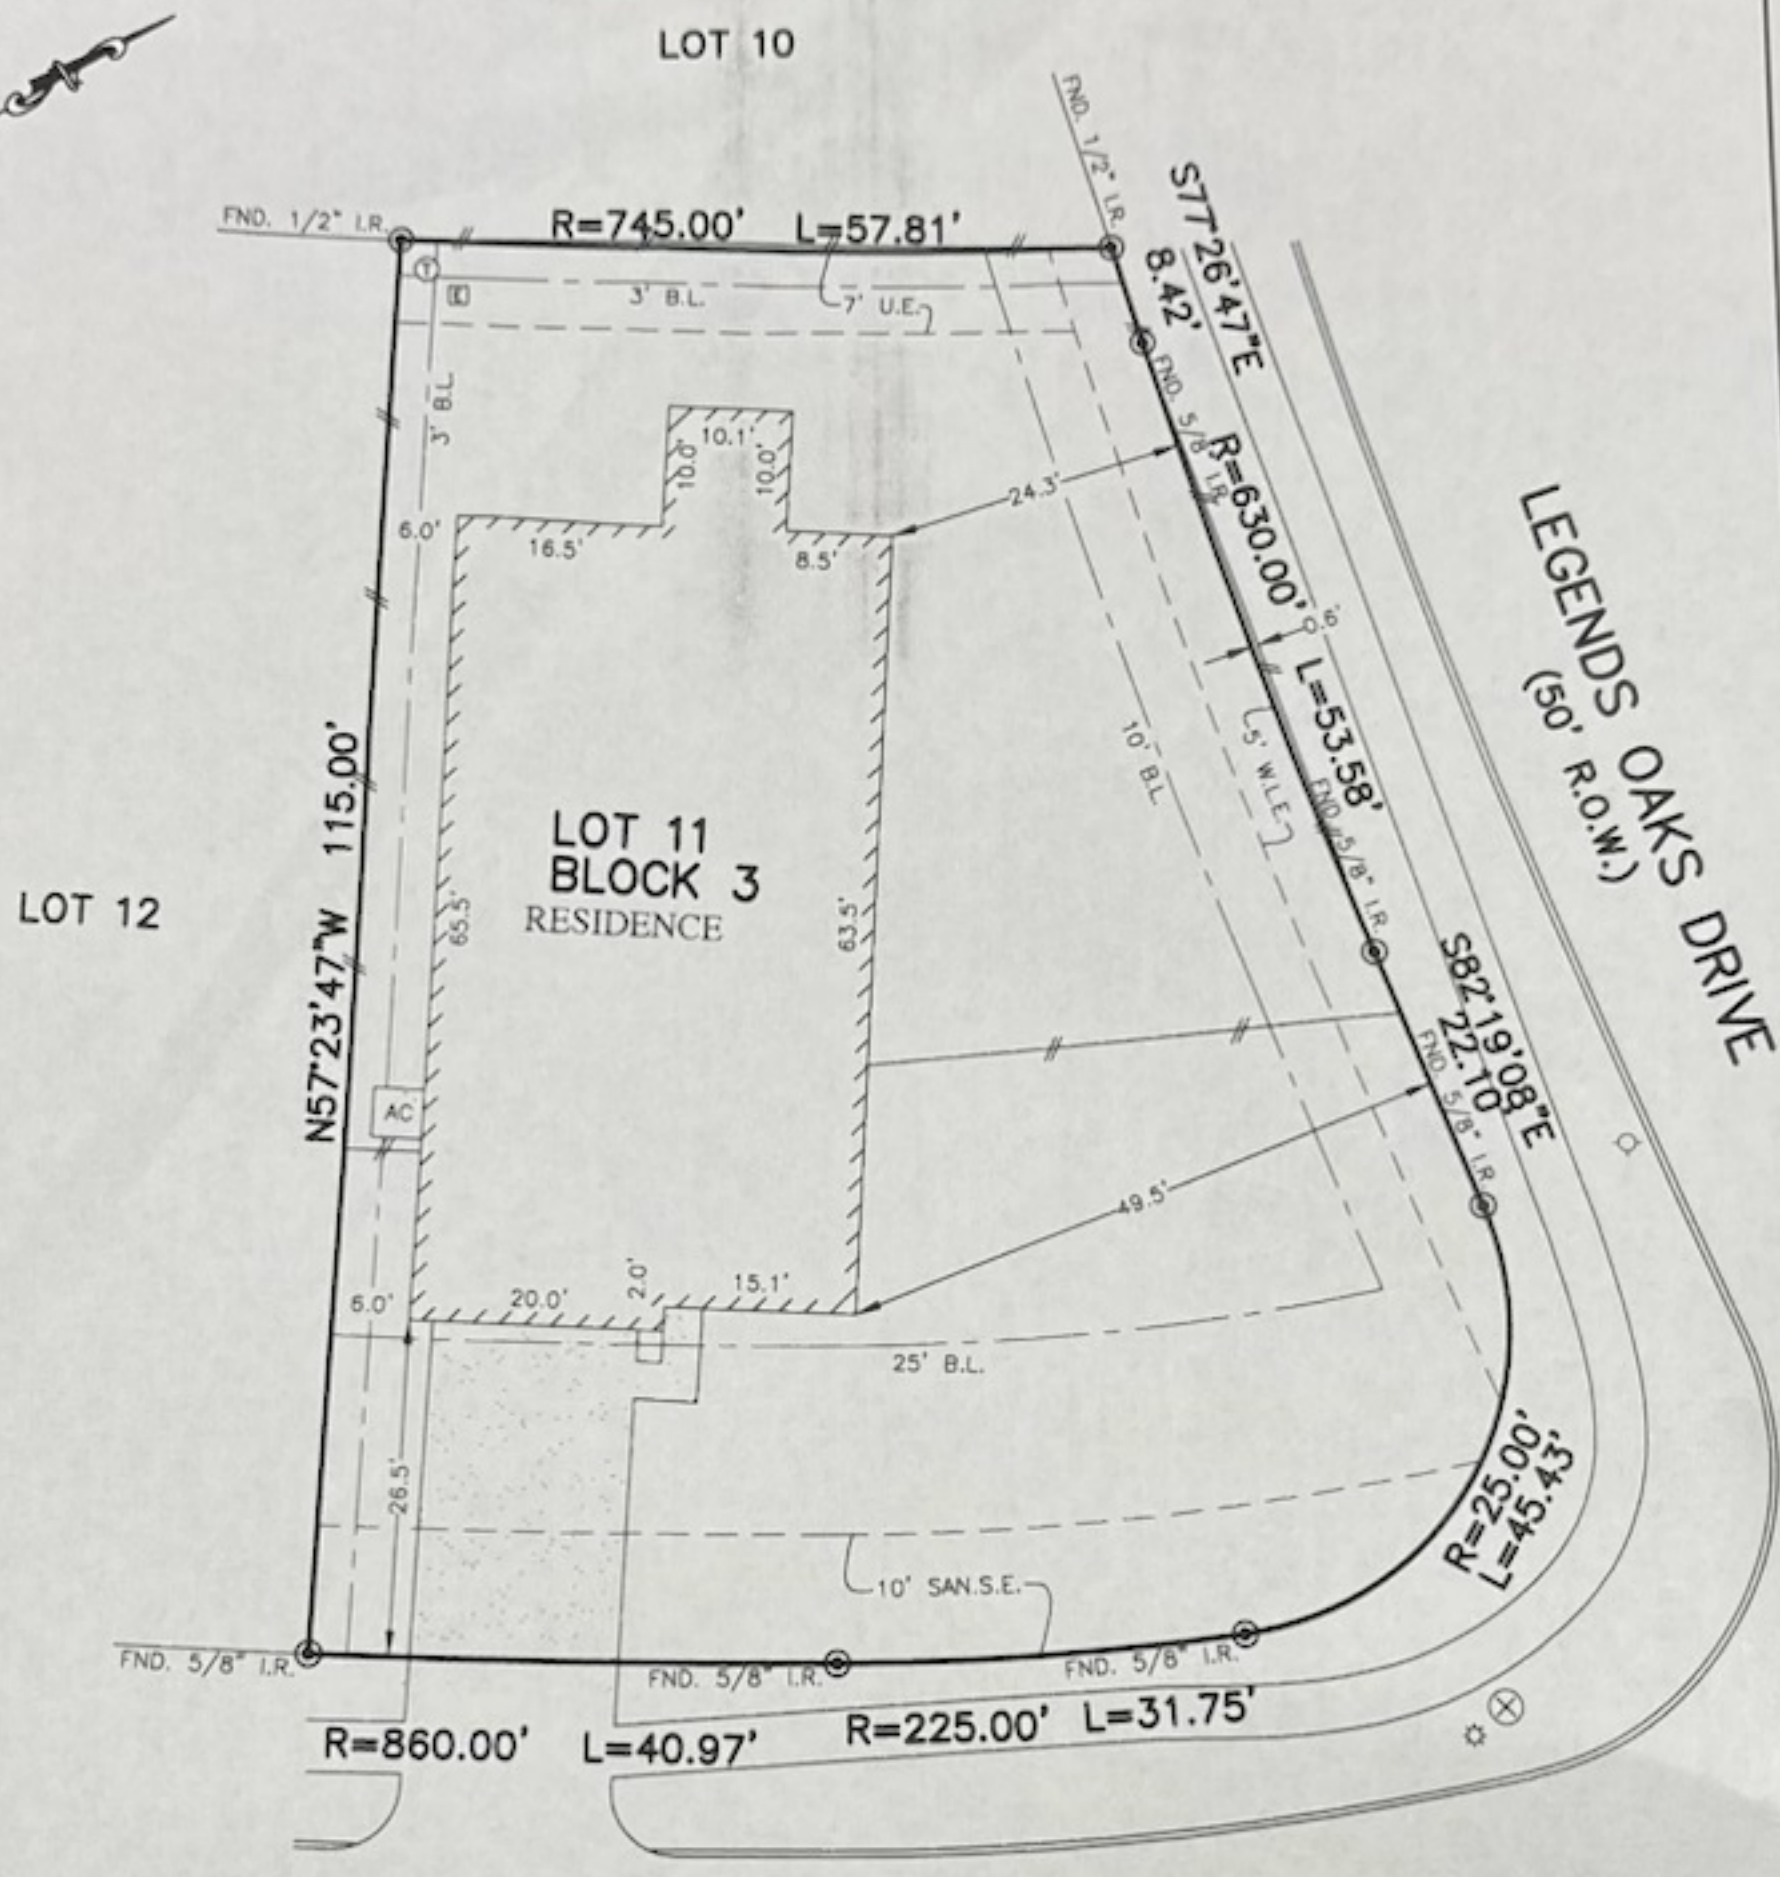 LOT 10
FND. 1/2" I.R.
FND. 1/2" I.R.
R=745.00' L=57.81'
S77°26'47"E
8.42'
T
E
3' B.L.
7' U.E.
3' B.L.
FND. 5/8" I.R.
R=630.00' L=53.58'
10.1'
10.0'
10.0'
24.3'
6.0'
16.5'
8.5'
0.6'
LEGENDS OAKS DRIVE
(50' R.O.W.)
10' B.L.
5' W.L.E.
FND. 5/8" I.R.
N57°23'47"W 115.00'
LOT 11
BLOCK 3
RESIDENCE
LOT 12
65.5'
63.5'
S82°19'08"E
22.10'
FND. 5/8" I.R.
AC
49.5'
6.0'
20.0'
2.0'
15.1'
25' B.L.
26.5'
R=25.00'
L=45.43'
10' SAN.S.E.
FND. 5/8" I.R.
FND. 5/8" I.R.
FND. 5/8" I.R.
R=860.00' L=40.97'
R=225.00' L=31.75'